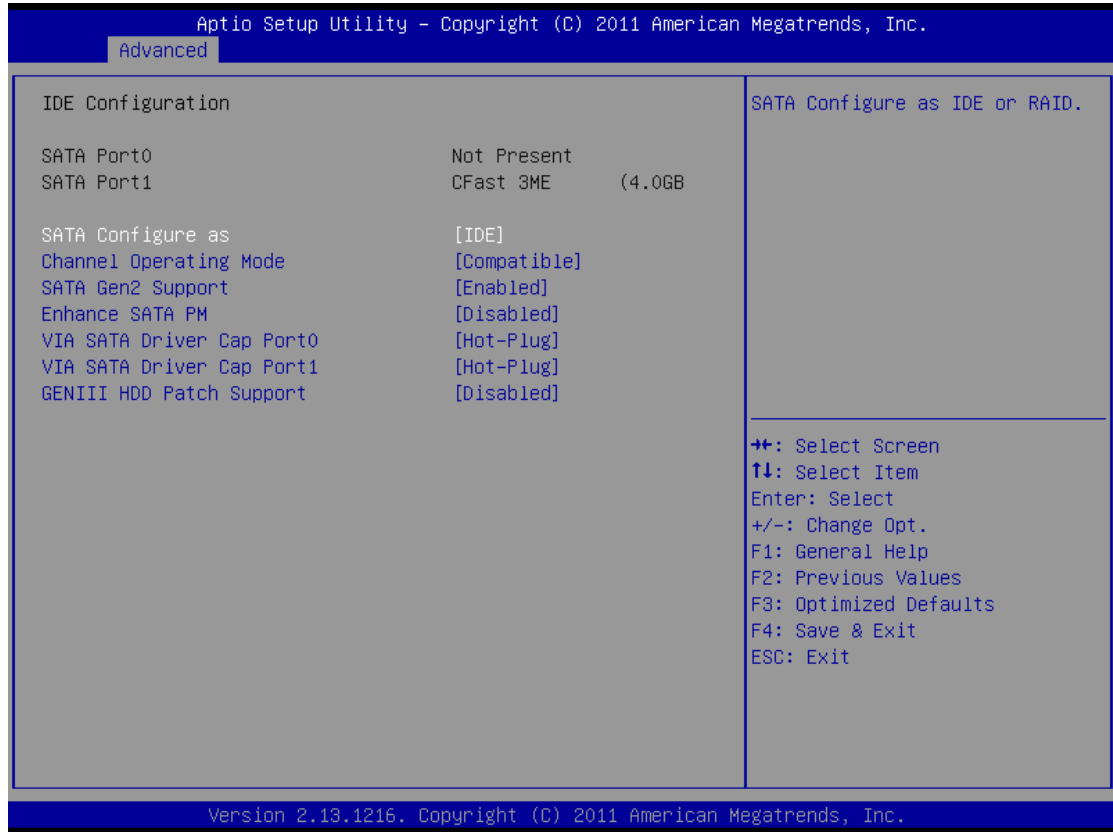 Aptio Setup Utility – Copyright (C) 2011 American Megatrends, Inc.
Advanced
IDE Configuration
SATA Port0 Not Present
SATA Port1 CFast 3ME (4.0GB
SATA Configure as [IDE]
Channel Operating Mode [Compatible]
SATA Gen2 Support [Enabled]
Enhance SATA PM [Disabled]
VIA SATA Driver Cap Port0 [Hot-Plug]
VIA SATA Driver Cap Port1 [Hot-Plug]
GENIII HDD Patch Support [Disabled]
SATA Configure as IDE or RAID.
→←: Select Screen
↑↓: Select Item
Enter: Select
+/-: Change Opt.
F1: General Help
F2: Previous Values
F3: Optimized Defaults
F4: Save & Exit
ESC: Exit
Version 2.13.1216. Copyright (C) 2011 American Megatrends, Inc.